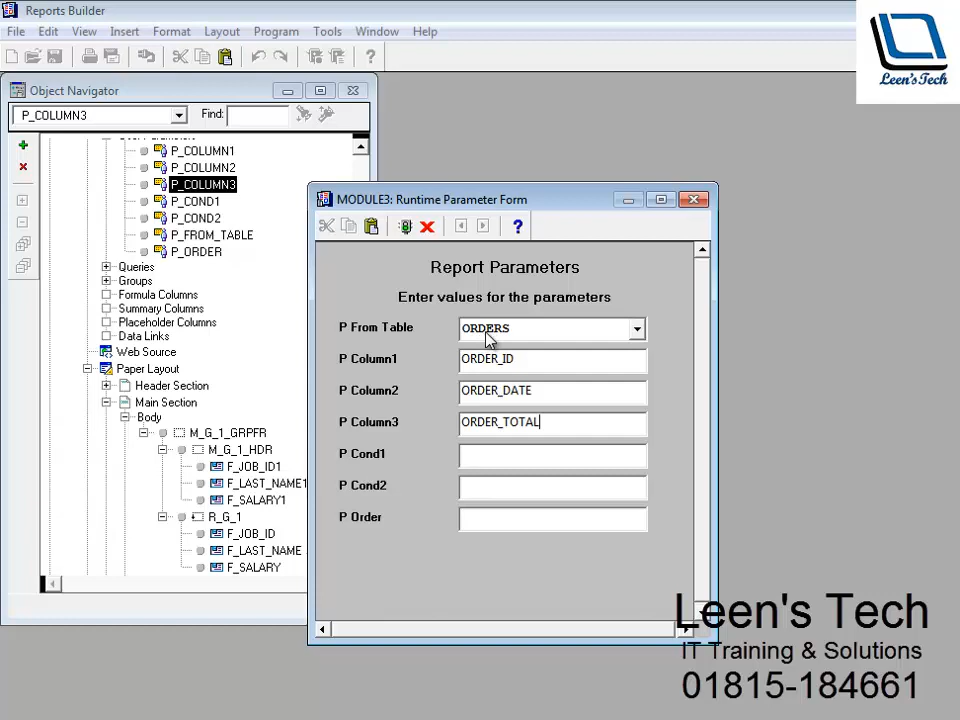 Reports Builder
File Edit View Insert Format Layout Program Tools Window Help
Leen'sTech
Object Navigator
P_COLUMN3
Find:
P_COLUMN1
P_COLUMN2
P_COLUMN3
P_COND1
P_COND2
P_FROM_TABLE
P_ORDER
Queries
Groups
Formula Columns
Summary Columns
Placeholder Columns
Data Links
Web Source
Paper Layout
Header Section
Main Section
Body
M_G_1_GRPFR
M_G_1_HDR
F_JOB_ID1
F_LAST_NAME1
F_SALARY1
R_G_1
F_JOB_ID
F_LAST_NAME
F_SALARY
MODULE3: Runtime Parameter Form
Report Parameters
Enter values for the parameters
P From Table ORDERS
P Column1 ORDER_ID
P Column2 ORDER_DATE
P Column3 ORDER_TOTAL
P Cond1
P Cond2
P Order
Leen's Tech
IT Training & Solutions
01815-184661